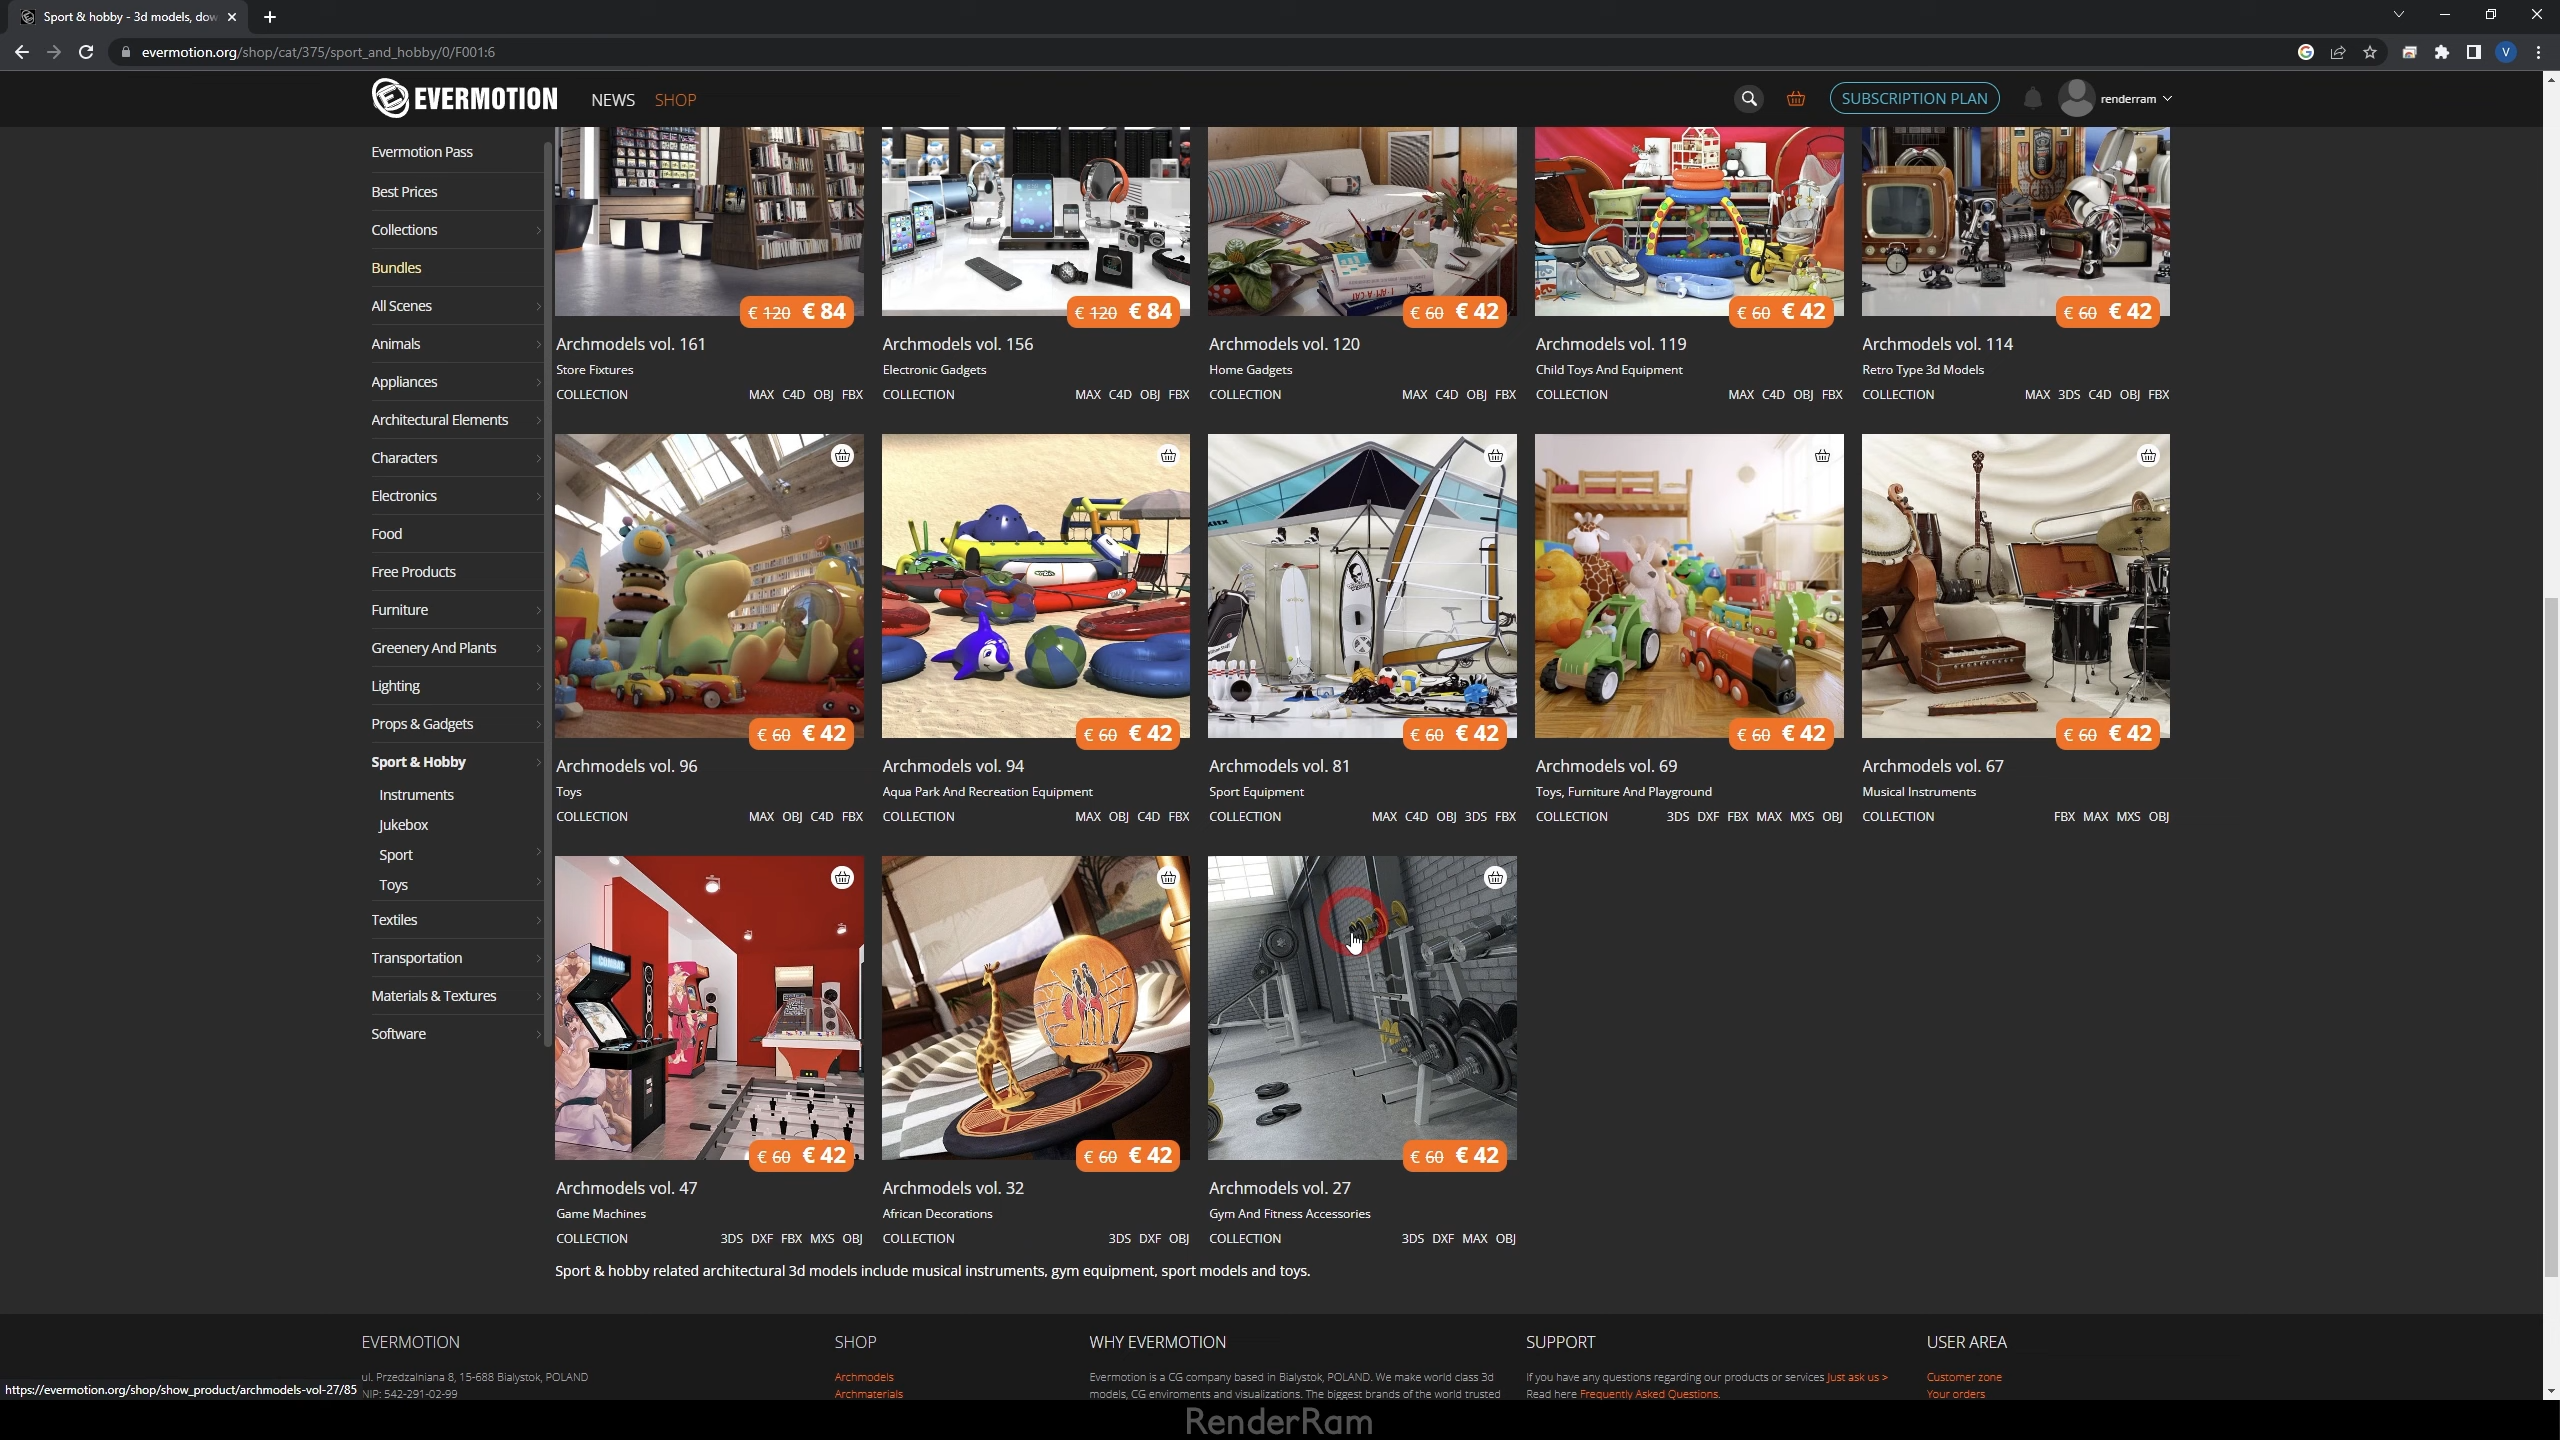 Sport & hobby - 3d models, dow
evermotion.org/shop/cat/375/sport_and_hobby/0/F001:6
V
EVERMOTION
NEWS
SHOP
SUBSCRIPTION PLAN
renderram
Evermotion Pass
Best Prices
Collections
Bundles
All Scenes
Animals
Appliances
Architectural Elements
Characters
Electronics
Food
Free Products
Furniture
Greenery And Plants
Lighting
Props & Gadgets
Sport & Hobby
Instruments
Jukebox
Sport
Toys
Textiles
Transportation
Materials & Textures
Software
€ 120 € 84
Archmodels vol. 161
Store Fixtures
COLLECTION MAX C4D OBJ FBX
€ 120 € 84
Archmodels vol. 156
Electronic Gadgets
COLLECTION MAX C4D OBJ FBX
I AM A CAT
€ 60 € 42
Archmodels vol. 120
Home Gadgets
COLLECTION MAX C4D OBJ FBX
€ 60 € 42
Archmodels vol. 119
Child Toys And Equipment
COLLECTION MAX C4D OBJ FBX
€ 60 € 42
Archmodels vol. 114
Retro Type 3d Models
COLLECTION MAX 3DS C4D OBJ FBX
€ 60 € 42
Archmodels vol. 96
Toys
COLLECTION MAX OBJ C4D FBX
€ 60 € 42
Archmodels vol. 94
Aqua Park And Recreation Equipment
COLLECTION MAX OBJ C4D FBX
€ 60 € 42
Archmodels vol. 81
Sport Equipment
COLLECTION MAX C4D OBJ 3DS FBX
€ 60 € 42
Archmodels vol. 69
Toys, Furniture And Playground
COLLECTION 3DS DXF FBX MAX MXS OBJ
€ 60 € 42
Archmodels vol. 67
Musical Instruments
COLLECTION FBX MAX MXS OBJ
COMBAT
€ 60 € 42
Archmodels vol. 47
Game Machines
COLLECTION 3DS DXF FBX MXS OBJ
€ 60 € 42
Archmodels vol. 32
African Decorations
COLLECTION 3DS DXF OBJ
€ 60 € 42
Archmodels vol. 27
Gym And Fitness Accessories
COLLECTION 3DS DXF MAX OBJ
Sport & hobby related architectural 3d models include musical instruments, gym equipment, sport models and toys.
EVERMOTION
ul. Przedzalniana 8, 15-688 Bialystok, POLAND
NIP: 542-291-02-99
SHOP
Archmodels
Archmaterials
WHY EVERMOTION
Evermotion is a CG company based in Bialystok, POLAND. We make world class 3d
models, CG enviroments and visualizations. The biggest brands of the world trusted
SUPPORT
If you have any questions regarding our products or services Just ask us >
Read here Frequently Asked Questions.
USER AREA
Customer zone
Your orders
https://evermotion.org/shop/show_product/archmodels-vol-27/85
RenderRam